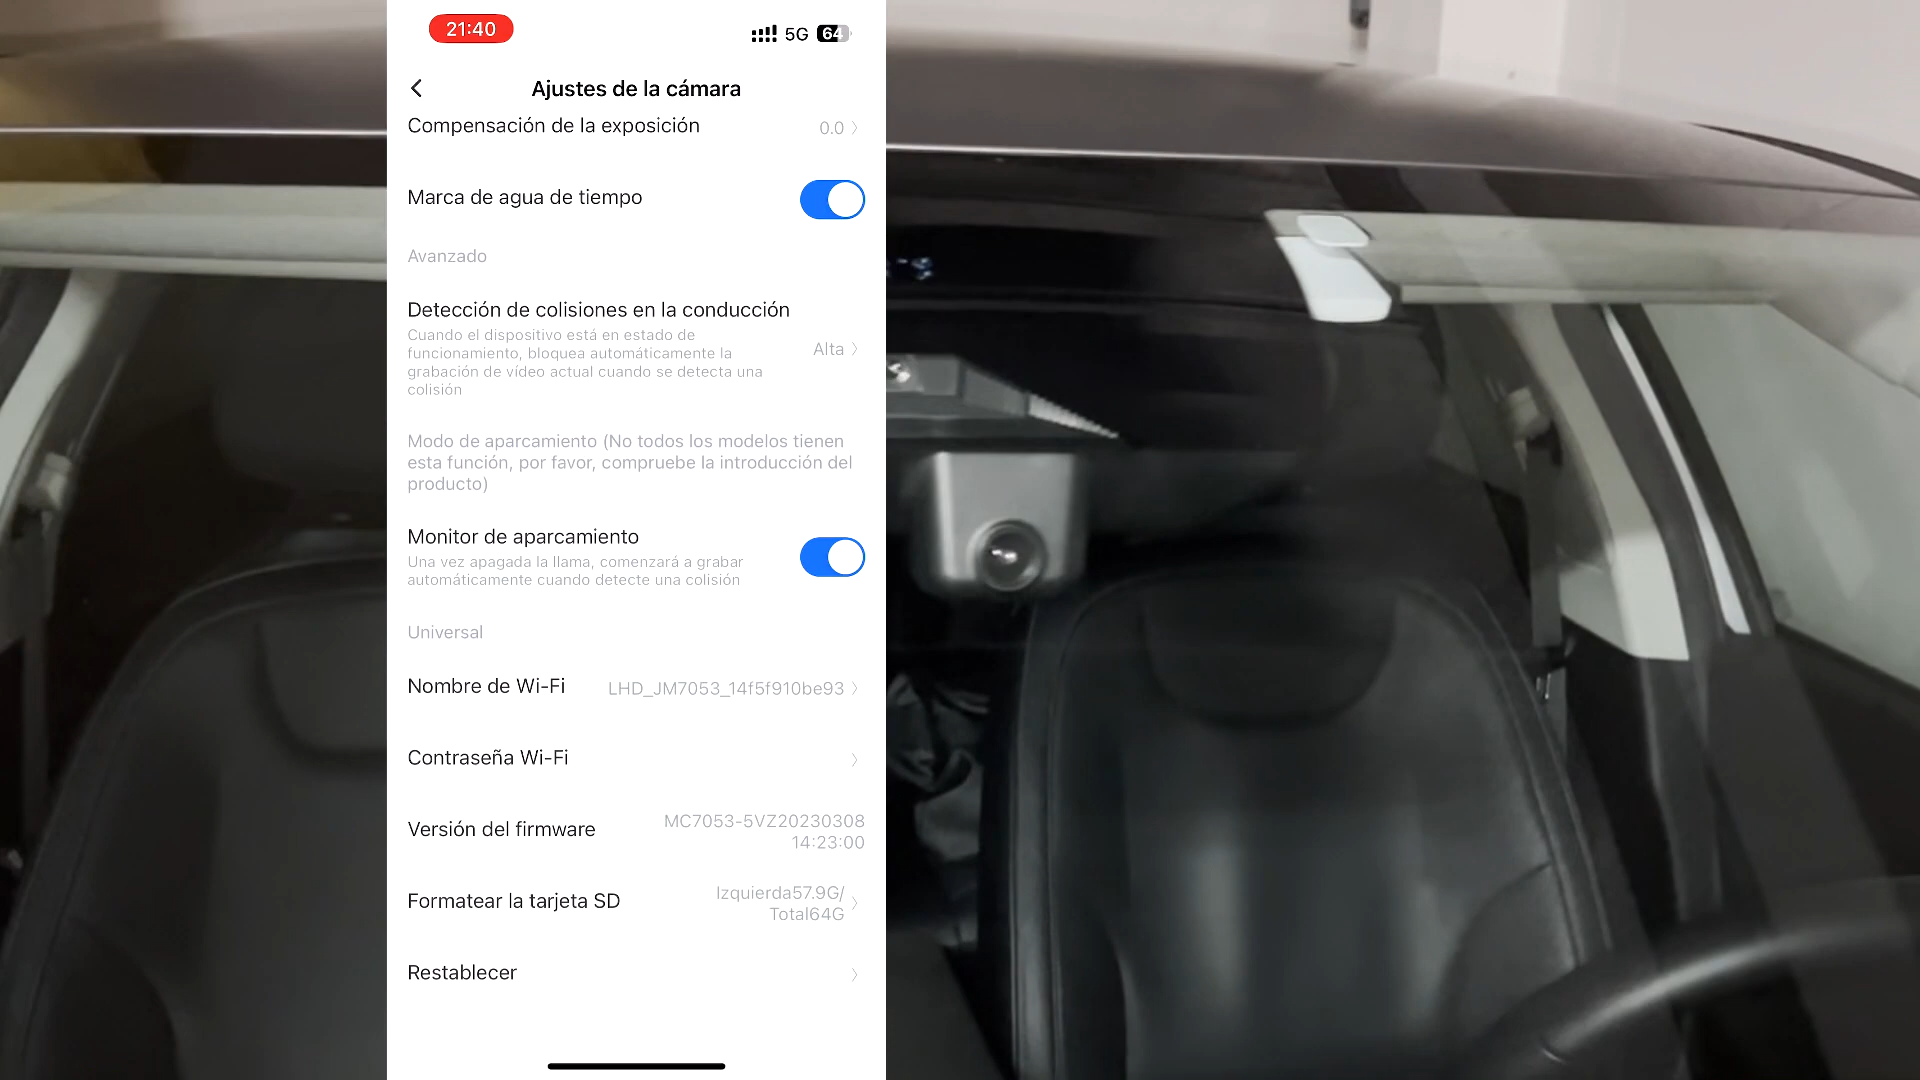 21:40
5G 64
Ajustes de la cámara
Compensación de la exposición 0.0
Marca de agua de tiempo
Avanzado
Detección de colisiones en la conducción
Cuando el dispositivo está en estado de
funcionamiento, bloquea automáticamente la
grabación de vídeo actual cuando se detecta una
colisión
Alta
Modo de aparcamiento (No todos los modelos tienen
esta función, por favor, compruebe la introducción del
producto)
Monitor de aparcamiento
Una vez apagada la llama, comenzará a grabar
automáticamente cuando detecte una colisión
Universal
Nombre de Wi-Fi LHD_JM7053_14f5f910be93
Contraseña Wi-Fi
Versión del firmware
MC7053-5VZ20230308
14:23:00
Formatear la tarjeta SD
Izquierda57.9G/
Total64G
Restablecer